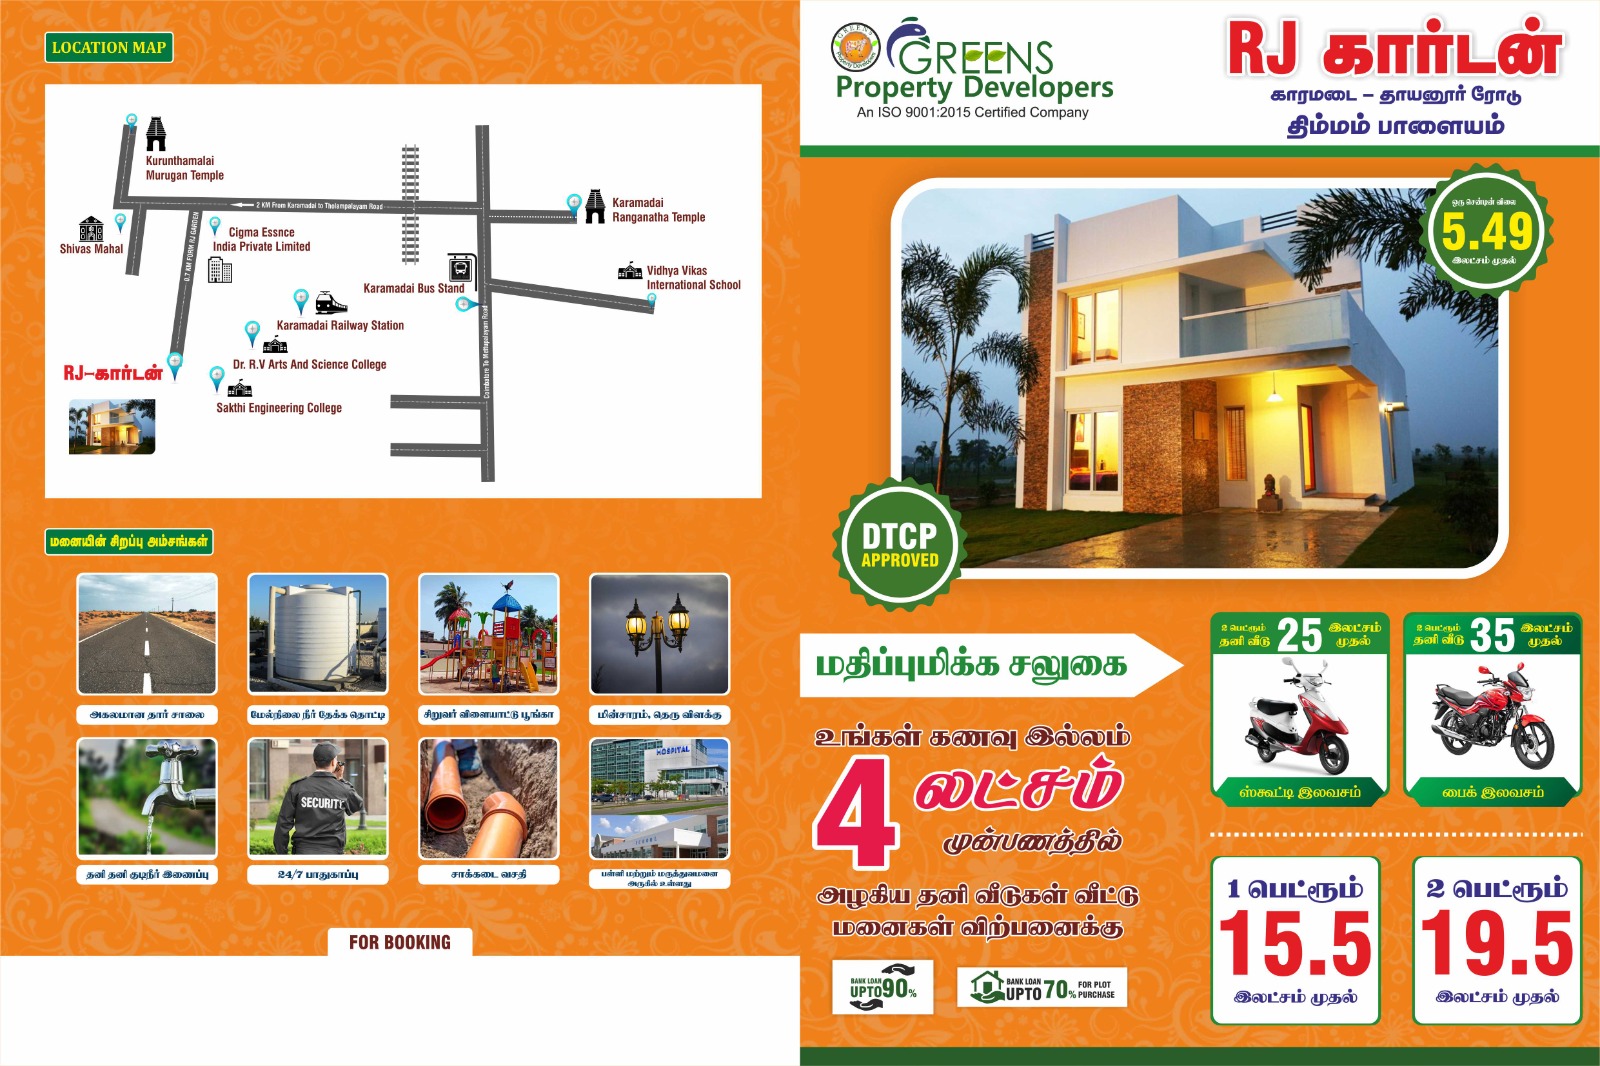 LOCATION MAP
Kurunthamalai
Murugan Temple
2 KM From Karamadai to Tholampalayam Road
Karamadai
Ranganatha Temple
Shivas Mahal
0.7 KM FORM RJ GARDEN
Cigma Essnce
India Private Limited
Karamadai Bus Stand
Vidhya Vikas
International School
Karamadai Railway Station
Coimbatore To Mettupalayam Road
Dr. R.V Arts And Science College
RJ-கார்டன்
Sakthi Engineering College
மனையின் சிறப்பு அம்சங்கள்
அகலமான தார் சாலை
மேல்நிலை நீர் தேக்க தொட்டி
சிறுவர் விளையாட்டு பூங்கா
மின்சாரம், தெரு விளக்கு
SECURITY
HOSPITAL
தனி தனி குடிநீர் இணைப்பு
24/7 பாதுகாப்பு
சாக்கடை வசதி
பள்ளி மற்றும் மருத்துவமனை
அருகில் உள்ளது
FOR BOOKING
GREENS
Property Developers
GREENS
Property Developers
An ISO 9001:2015 Certified Company
RJ கார்டன்
காரமடை – தாயனூர் ரோடு
திம்மம் பாளையம்
ஒரு சென்டின் விலை
5.49
இலட்சம் முதல்
DTCP
APPROVED
மதிப்புமிக்க சலுகை
உங்கள் கனவு இல்லம்
4 லட்சம்
முன்பணத்தில்
அழகிய தனி வீடுகள் வீட்டு
மனைகள் விற்பனைக்கு
BANK LOAN
UPTO 90%
BANK LOAN
UPTO 70% FOR PLOT
PURCHASE
2 பெட்ரூம்
தனி வீடு 25 இலட்சம்
முதல்
ஸ்கூட்டி இலவசம்
2 பெட்ரூம்
தனி வீடு 35 இலட்சம்
முதல்
பைக் இலவசம்
1 பெட்ரூம்
15.5
இலட்சம் முதல்
2 பெட்ரூம்
19.5
இலட்சம் முதல்